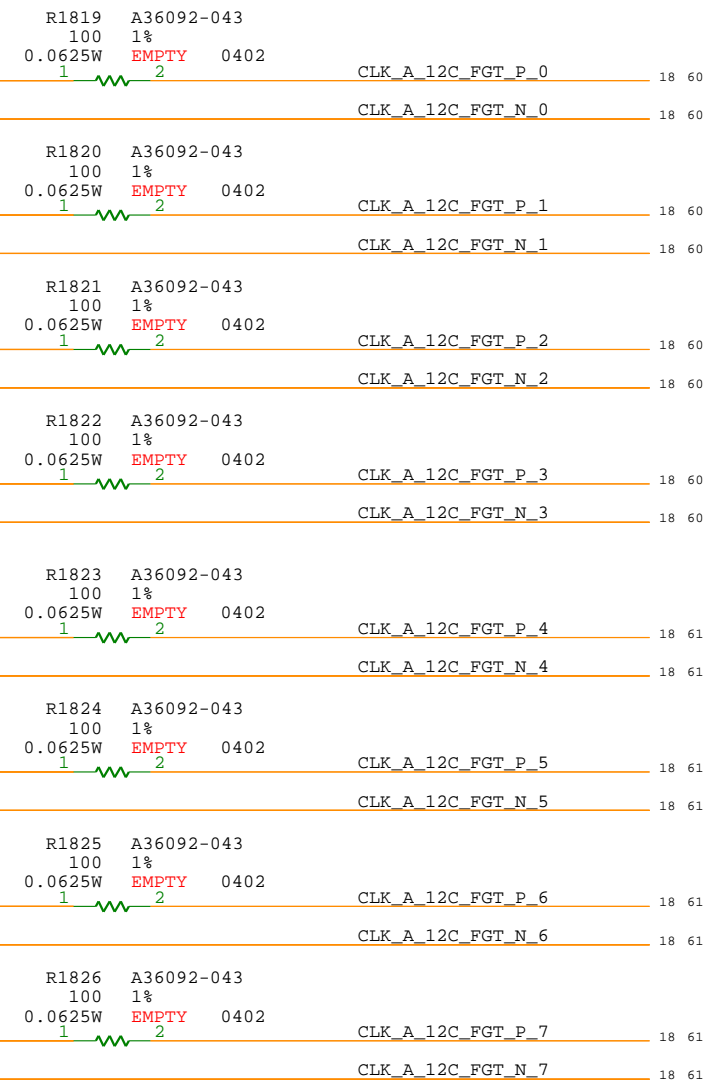 R1819 A36092-043
100 1%
0.0625W EMPTY 0402
1 2 CLK_A_12C_FGT_P_0 18 60
CLK_A_12C_FGT_N_0 18 60
R1820 A36092-043
100 1%
0.0625W EMPTY 0402
1 2 CLK_A_12C_FGT_P_1 18 60
CLK_A_12C_FGT_N_1 18 60
R1821 A36092-043
100 1%
0.0625W EMPTY 0402
1 2 CLK_A_12C_FGT_P_2 18 60
CLK_A_12C_FGT_N_2 18 60
R1822 A36092-043
100 1%
0.0625W EMPTY 0402
1 2 CLK_A_12C_FGT_P_3 18 60
CLK_A_12C_FGT_N_3 18 60
R1823 A36092-043
100 1%
0.0625W EMPTY 0402
1 2 CLK_A_12C_FGT_P_4 18 61
CLK_A_12C_FGT_N_4 18 61
R1824 A36092-043
100 1%
0.0625W EMPTY 0402
1 2 CLK_A_12C_FGT_P_5 18 61
CLK_A_12C_FGT_N_5 18 61
R1825 A36092-043
100 1%
0.0625W EMPTY 0402
1 2 CLK_A_12C_FGT_P_6 18 61
CLK_A_12C_FGT_N_6 18 61
R1826 A36092-043
100 1%
0.0625W EMPTY 0402
1 2 CLK_A_12C_FGT_P_7 18 61
CLK_A_12C_FGT_N_7 18 61